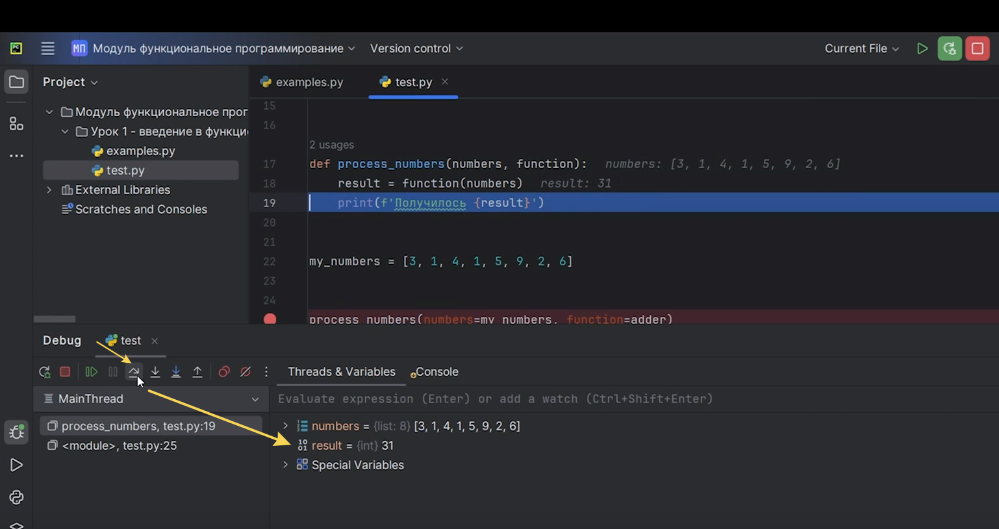 PC
МП Модуль функциональное программирование Version control Current File
Project examples.py test.py
Модуль функциональное прог
Урок 1 - введение в функци
examples.py
test.py
External Libraries
Scratches and Consoles
15
16
2 usages
17 def process_numbers(numbers, function): numbers: [3, 1, 4, 1, 5, 9, 2, 6]
18 result = function(numbers) result: 31
19 print(f'Получилось {result}')
20
21
22 my_numbers = [3, 1, 4, 1, 5, 9, 2, 6]
23
24
process_numbers(numbers=my_numbers, function=adder)
Debug test
Threads & Variables Console
MainThread
Evaluate expression (Enter) or add a watch (Ctrl+Shift+Enter)
process_numbers, test.py:19
<module>, test.py:25
numbers = {list: 8} [3, 1, 4, 1, 5, 9, 2, 6]
result = {int} 31
Special Variables